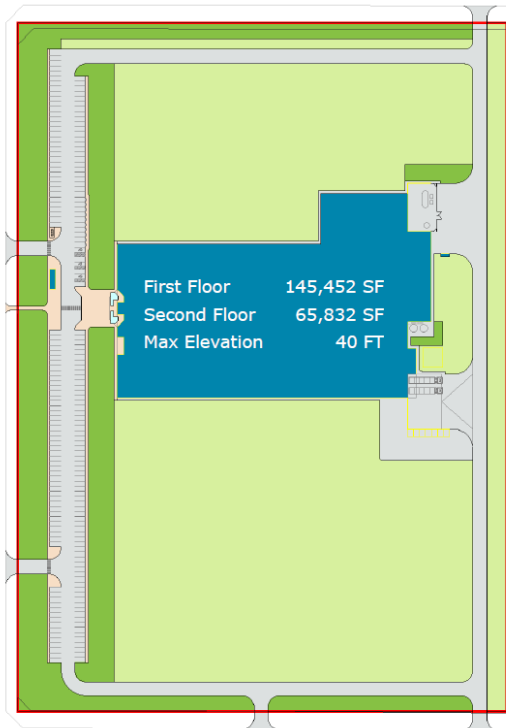 First Floor 145,452 SF
Second Floor 65,832 SF
Max Elevation 40 FT